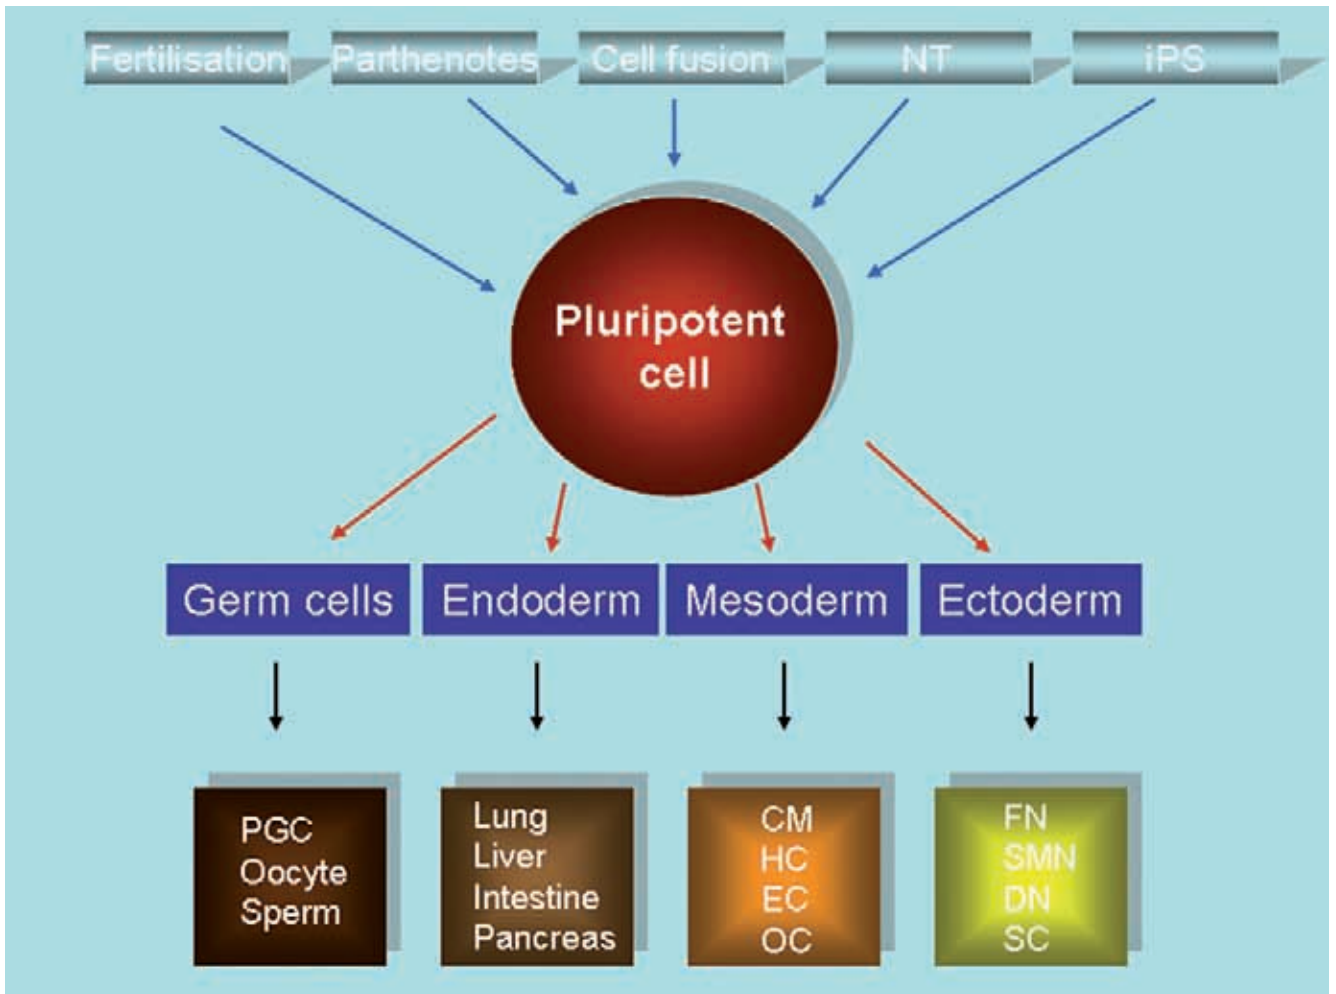 Fertilisation
Parthenotes
Cell fusion
NT
iPS
Pluripotent
cell
Germ cells
Endoderm
Mesoderm
Ectoderm
PGC
Oocyte
Sperm
Lung
Liver
Intestine
Pancreas
CM
HC
EC
OC
FN
SMN
DN
SC